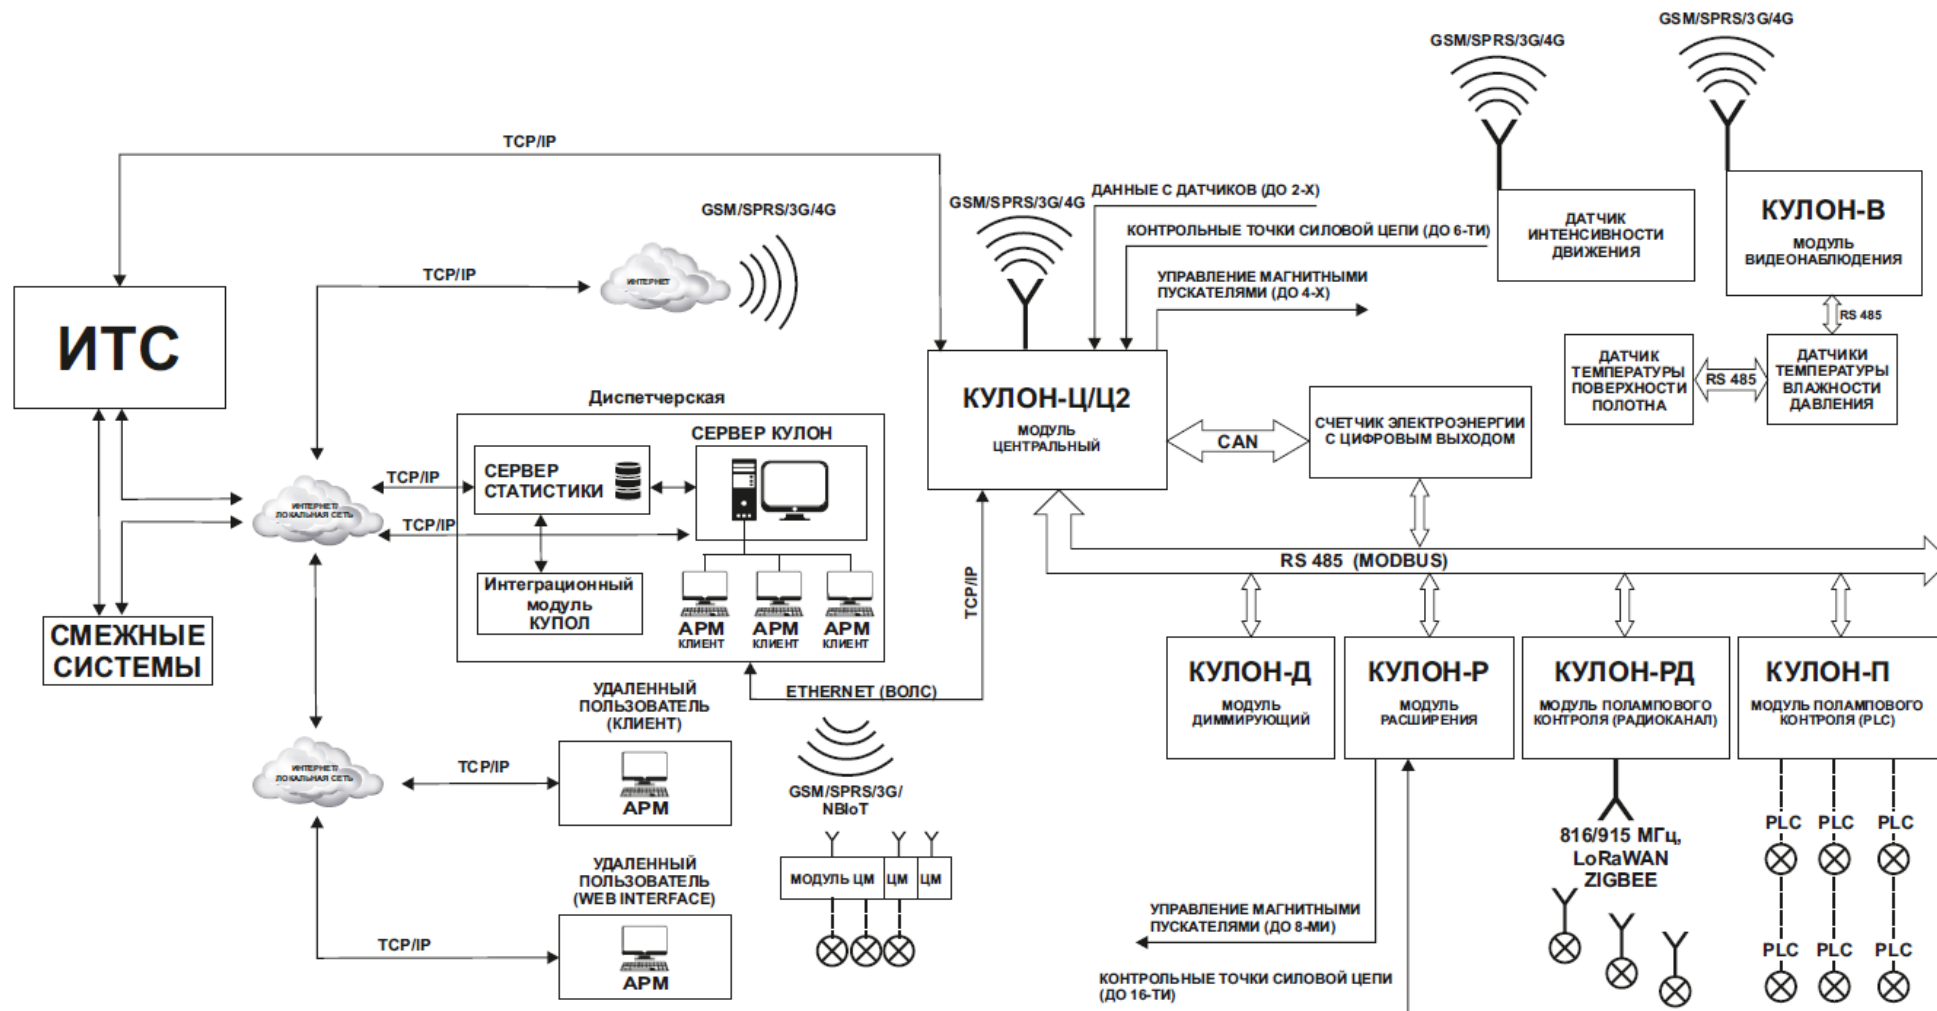 GSM/SPRS/3G/4G
GSM/SPRS/3G/4G
TCP/IP
ДАННЫЕ С ДАТЧИКОВ (ДО 2-Х)
GSM/SPRS/3G/4G
GSM/SPRS/3G/4G
КОНТРОЛЬНЫЕ ТОЧКИ СИЛОВОЙ ЦЕПИ (ДО 6-ТИ)
УПРАВЛЕНИЕ МАГНИТНЫМИ
ПУСКАТЕЛЯМИ (ДО 4-Х)
ДАТЧИК
ИНТЕНСИВНОСТИ
ДВИЖЕНИЯ
КУЛОН-В
МОДУЛЬ
ВИДЕОНАБЛЮДЕНИЯ
TCP/IP
ИНТЕРНЕТ
RS 485
ИТС
ДАТЧИК
ТЕМПЕРАТУРЫ
ПОВЕРХНОСТИ
ПОЛОТНА
RS 485
ДАТЧИКИ
ТЕМПЕРАТУРЫ
ВЛАЖНОСТИ
ДАВЛЕНИЯ
КУЛОН-Ц/Ц2
МОДУЛЬ
ЦЕНТРАЛЬНЫЙ
CAN
СЧЕТЧИК ЭЛЕКТРОЭНЕРГИИ
С ЦИФРОВЫМ ВЫХОДОМ
Диспетчерская
СЕРВЕР КУЛОН
СЕРВЕР
СТАТИСТИКИ
TCP/IP
ИНТЕРНЕТ/
ЛОКАЛЬНАЯ СЕТЬ
TCP/IP
Интеграционный
модуль
КУПОЛ
АРМ
КЛИЕНТ
АРМ
КЛИЕНТ
АРМ
КЛИЕНТ
TCP/IP
RS 485 (MODBUS)
СМЕЖНЫЕ
СИСТЕМЫ
ETHERNET (ВОЛС)
КУЛОН-Д
МОДУЛЬ
ДИММИРУЮЩИЙ
КУЛОН-Р
МОДУЛЬ
РАСШИРЕНИЯ
КУЛОН-РД
МОДУЛЬ ПОЛАМПОВОГО
КОНТРОЛЯ (РАДИОКАНАЛ)
КУЛОН-П
МОДУЛЬ ПОЛАМПОВОГО
КОНТРОЛЯ (PLC)
УДАЛЕННЫЙ
ПОЛЬЗОВАТЕЛЬ
(КЛИЕНТ)
ИНТЕРНЕТ/
ЛОКАЛЬНАЯ СЕТЬ
TCP/IP
АРМ
GSM/SPRS/3G/
NBIoT
МОДУЛЬ ЦМ
ЦМ
ЦМ
816/915 МГц,
LoRaWAN
ZIGBEE
PLC
PLC
PLC
УДАЛЕННЫЙ
ПОЛЬЗОВАТЕЛЬ
(WEB INTERFACE)
TCP/IP
АРМ
УПРАВЛЕНИЕ МАГНИТНЫМИ
ПУСКАТЕЛЯМИ (ДО 8-МИ)
PLC
PLC
PLC
КОНТРОЛЬНЫЕ ТОЧКИ СИЛОВОЙ ЦЕПИ
(ДО 16-ТИ)